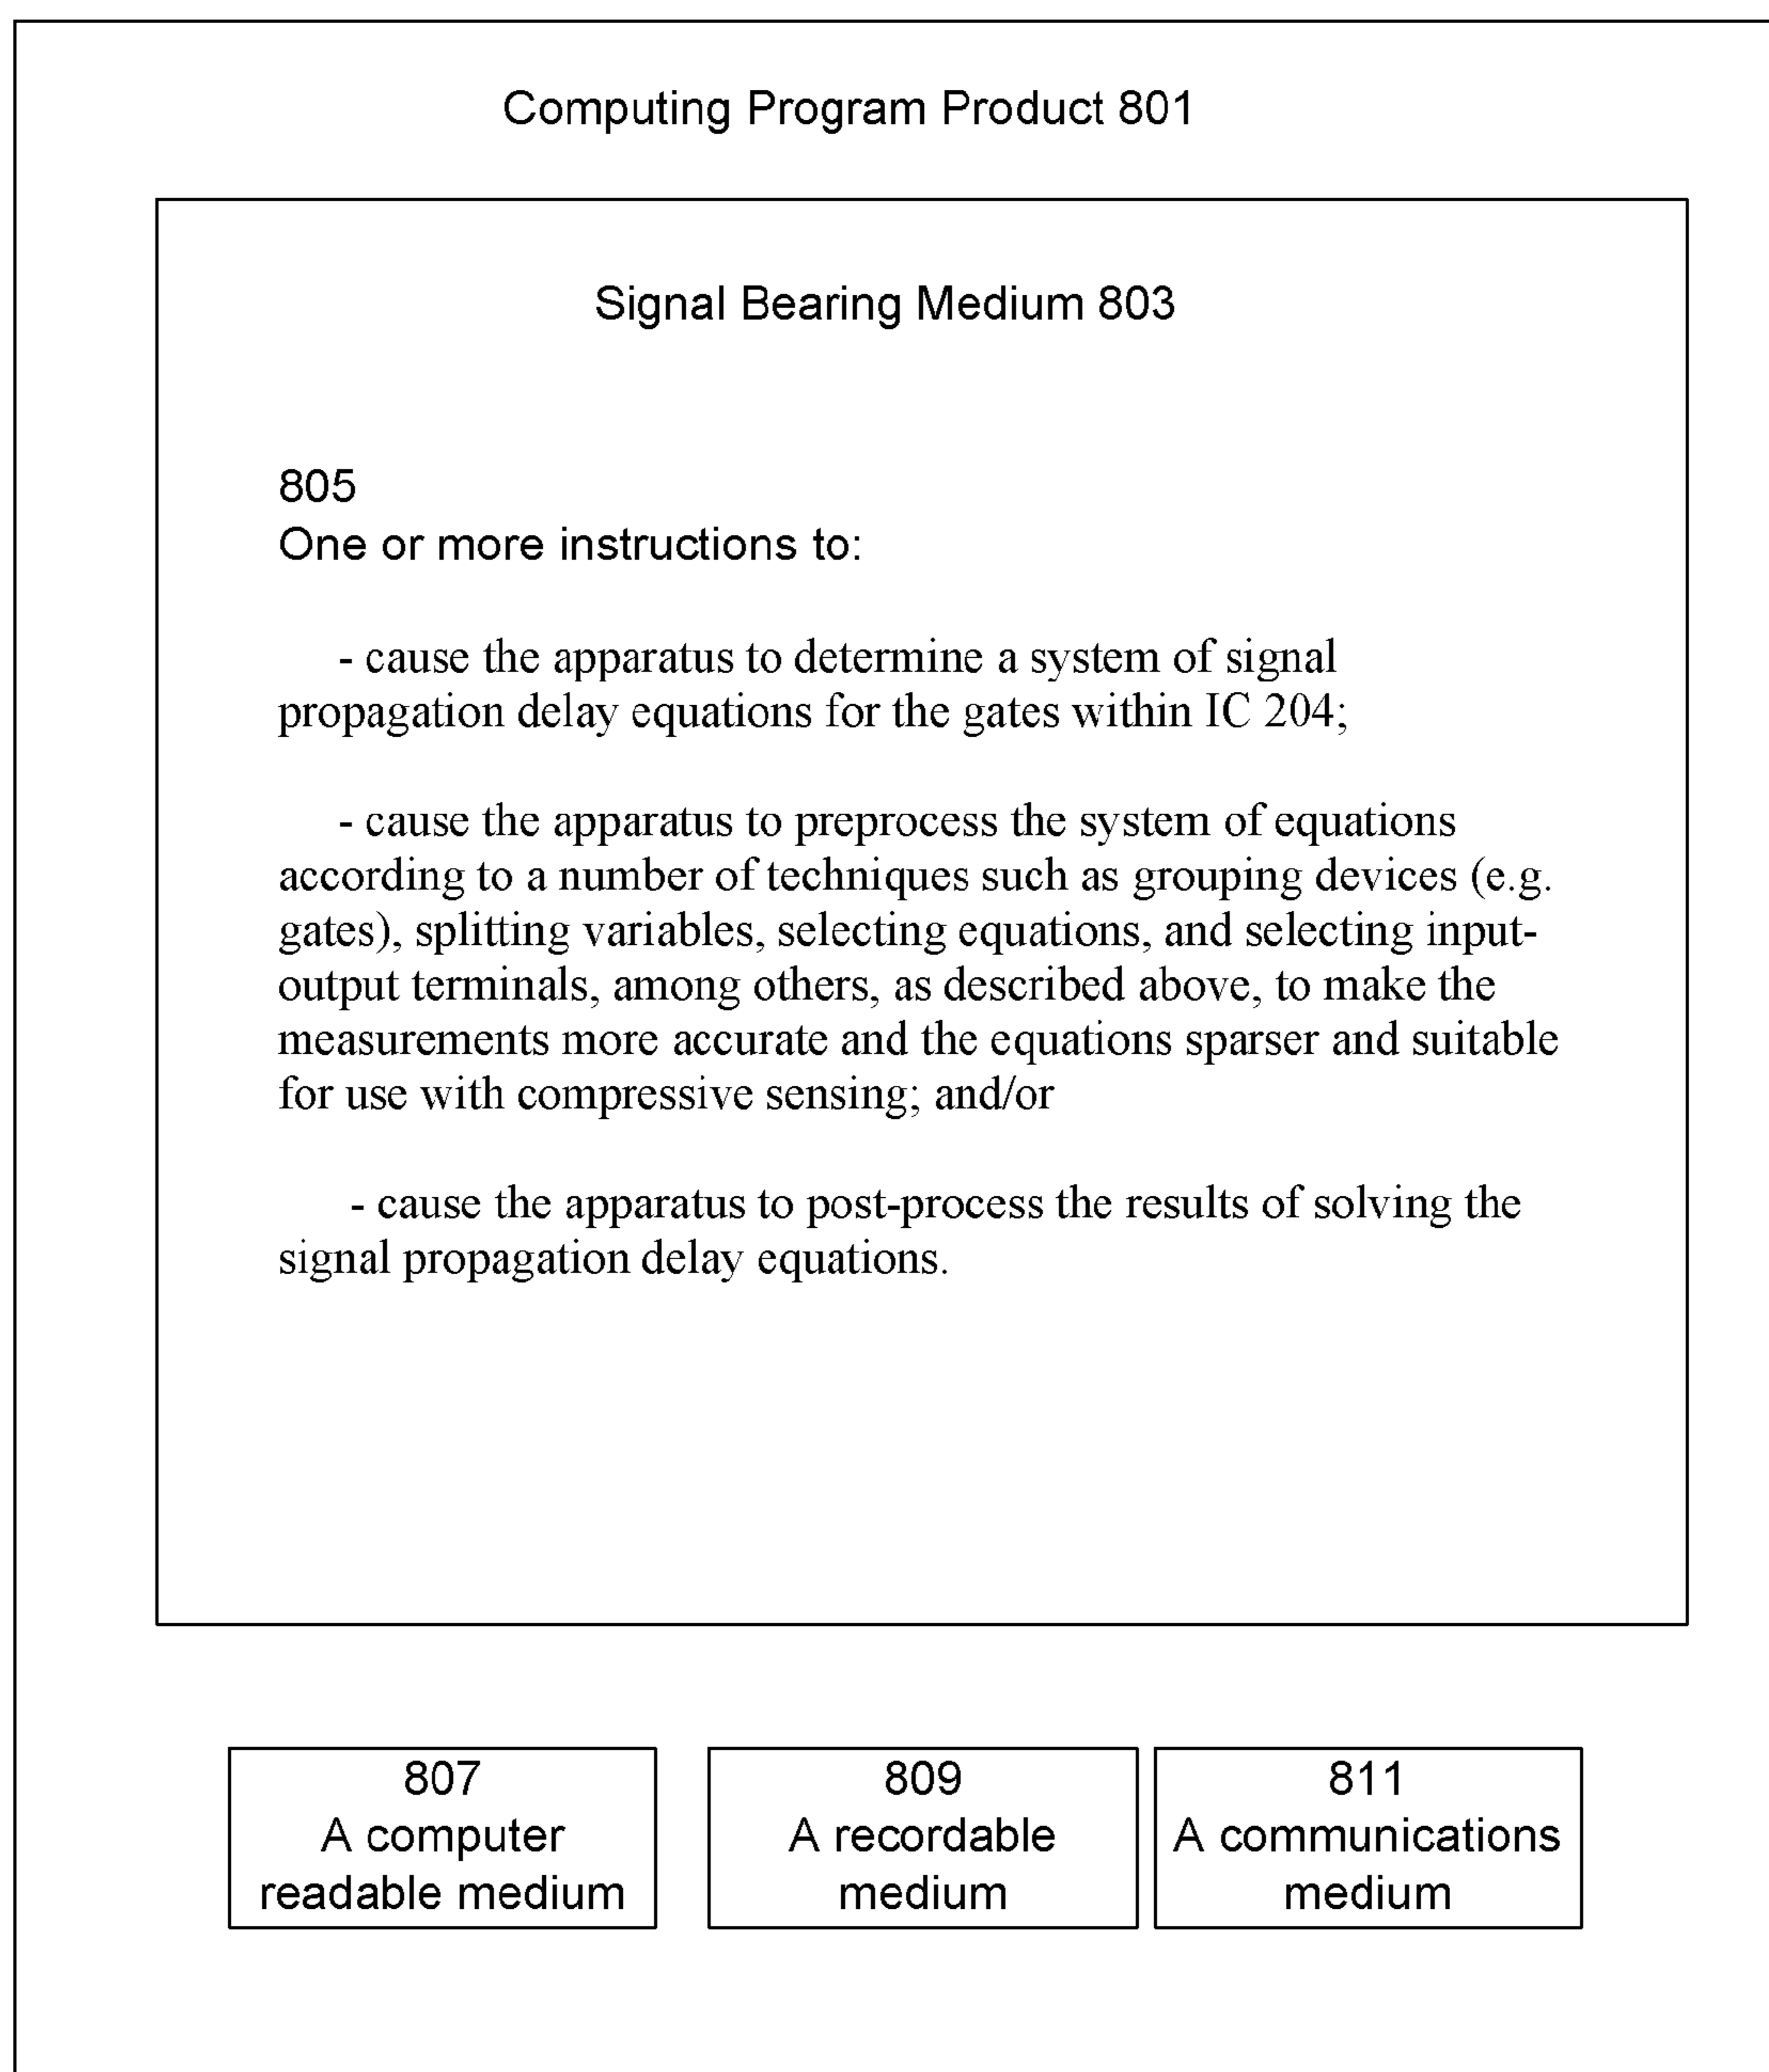 Computing Program Product 801
Signal Bearing Medium 803
805
One or more instructions to:
- cause the apparatus to determine a system of signal
propagation delay equations for the gates within IC 204;
- cause the apparatus to preprocess the system of equations
according to a number of techniques such as grouping devices (e.g.
gates), splitting variables, selecting equations, and selecting input-
output terminals, among others, as described above, to make the
measurements more accurate and the equations sparser and suitable
for use with compressive sensing; and/or
- cause the apparatus to post-process the results of solving the
signal propagation delay equations.
807
A computer
readable medium
809
A recordable
medium
811
A communications
medium